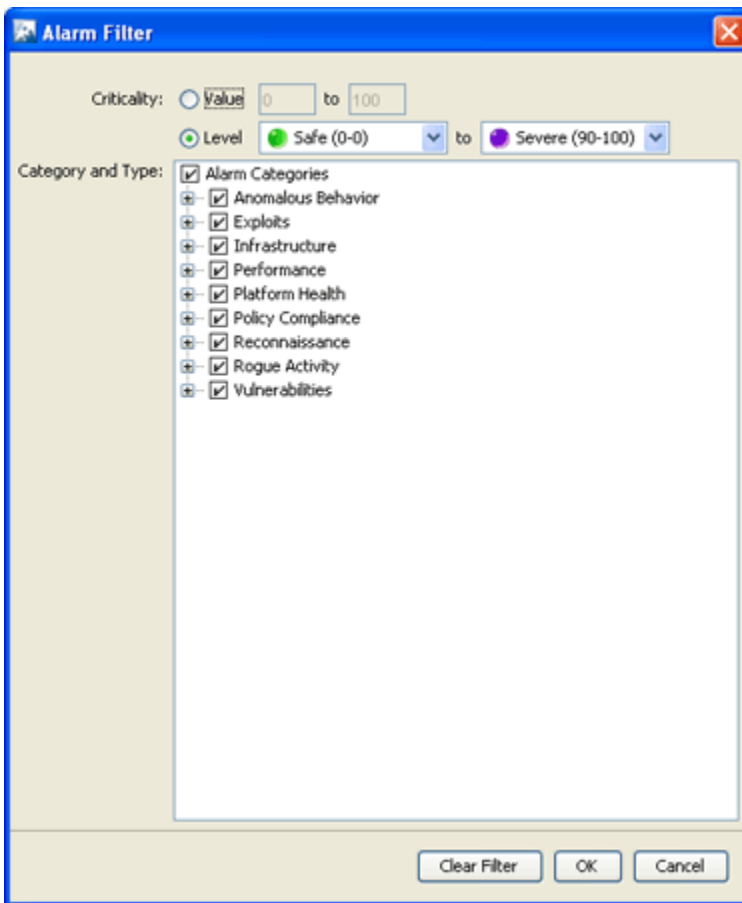 Alarm Filter
Criticality: Value 0 to 100
Level Safe (0-0) to Severe (90-100)
Category and Type: Alarm Categories
Anomalous Behavior
Exploits
Infrastructure
Performance
Platform Health
Policy Compliance
Reconnaissance
Rogue Activity
Vulnerabilities
Clear Filter OK Cancel